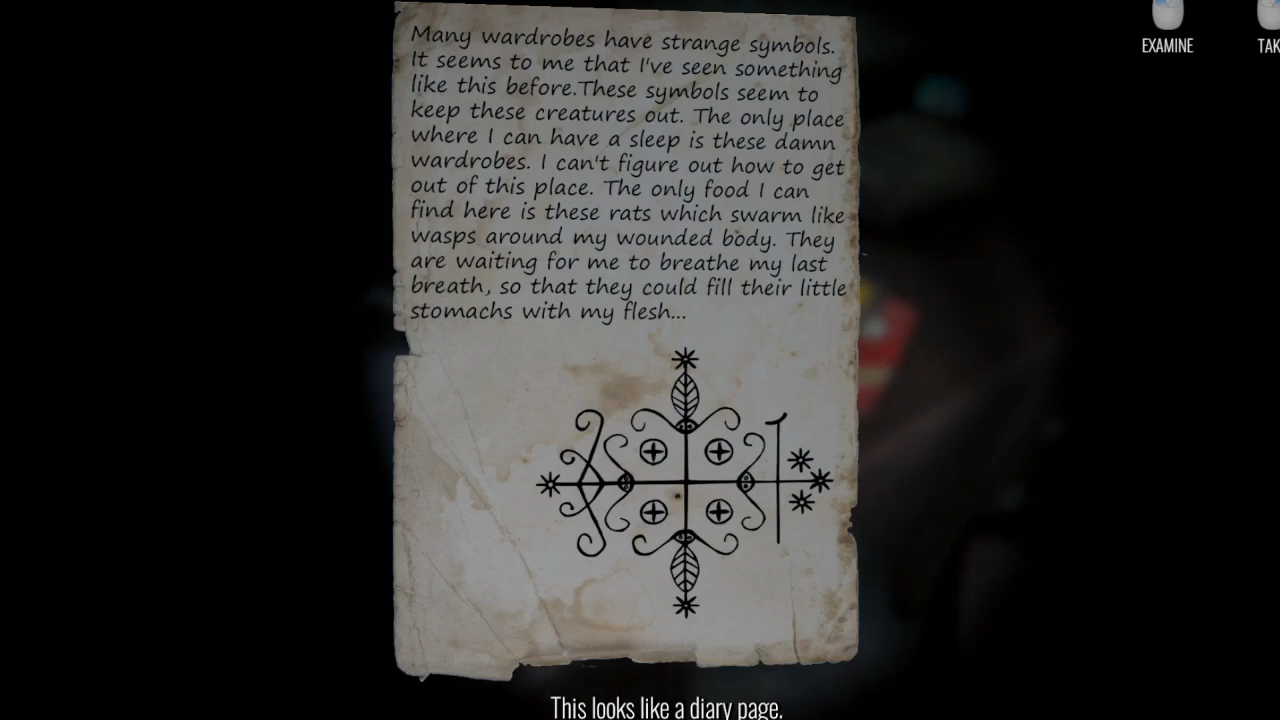 EXAMINE
TAK
Many wardrobes have strange symbols.
It seems to me that I've seen something
like this before.These symbols seem to
keep these creatures out. The only place
where I can have a sleep is these damn
wardrobes. I can't figure out how to get
out of this place. The only food I can
find here is these rats which swarm like
wasps around my wounded body. They
are waiting for me to breathe my last
breath, so that they could fill their little
stomachs with my flesh...
This looks like a diary page.